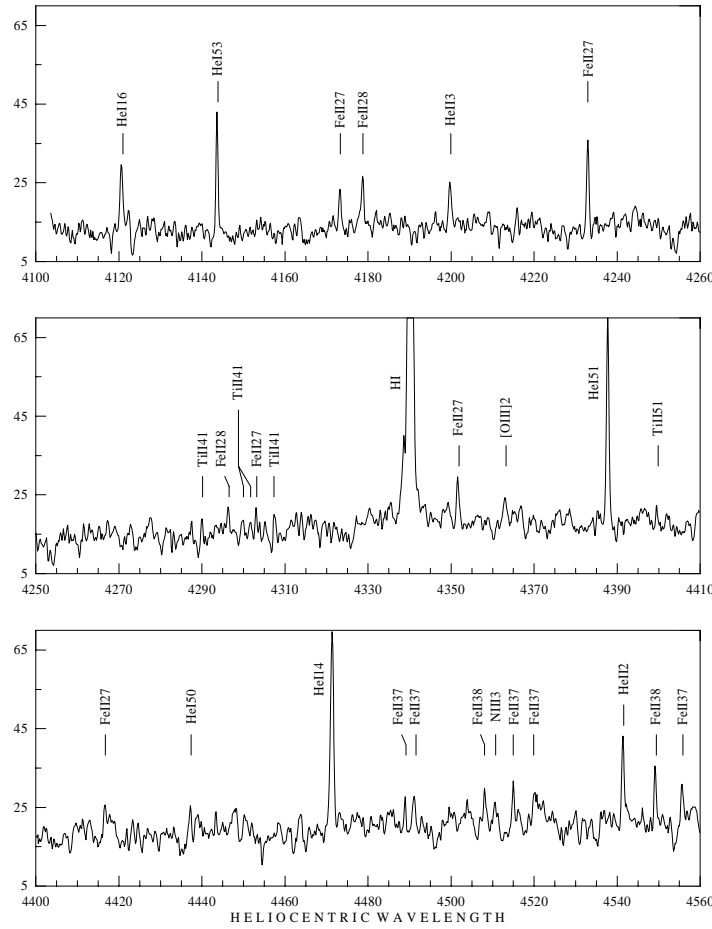 HeI16 HeI53 FeII27 FeII28 HeII3 FeII27
65
45
25
5
4100 4120 4140 4160 4180 4200 4220 4240 4260
TiII41 FeII28 TiII41 FeII27 TiII41 HI FeII27 [OIII]2 HeI51 TiII51
65
45
25
5
4250 4270 4290 4310 4330 4350 4370 4390 4410
FeII27 HeI50 HeI14 FeII37 FeII37 FeII38 NIII3 FeII37 FeII37 HeII2 FeII38 FeII37
65
45
25
5
4400 4420 4440 4460 4480 4500 4520 4540 4560
HELIOCENTRIC WAVELENGTH